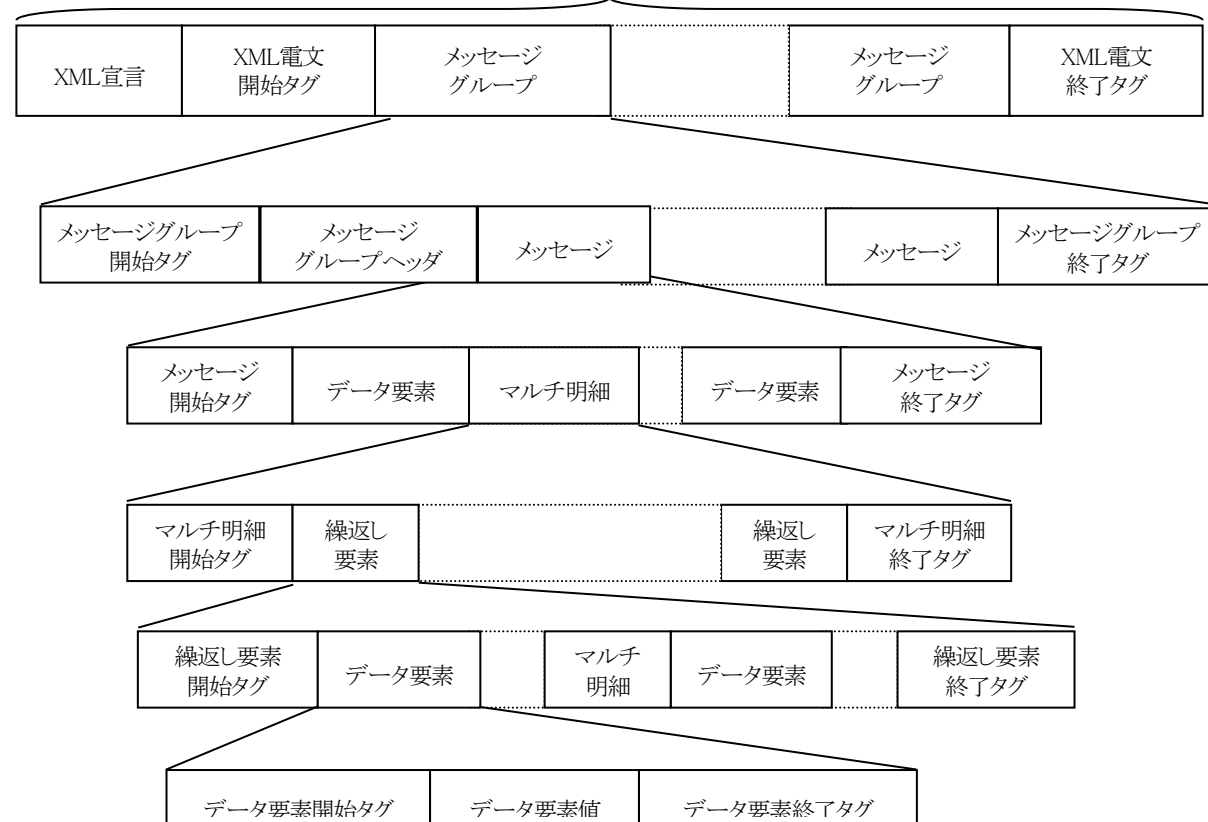 XML宣言
XML電文
開始タグ
メッセージ
グループ
メッセージ
グループ
XML電文
終了タグ
メッセージグループ
開始タグ
メッセージ
グループヘッダ
メッセージ
メッセージ
メッセージグループ
終了タグ
メッセージ
開始タグ
データ要素
マルチ明細
データ要素
メッセージ
終了タグ
マルチ明細
開始タグ
繰返し
要素
繰返し
要素
マルチ明細
終了タグ
繰返し要素
開始タグ
データ要素
マルチ
明細
データ要素
繰返し要素
終了タグ
データ要素開始タグ
データ要素値
データ要素終了タグ